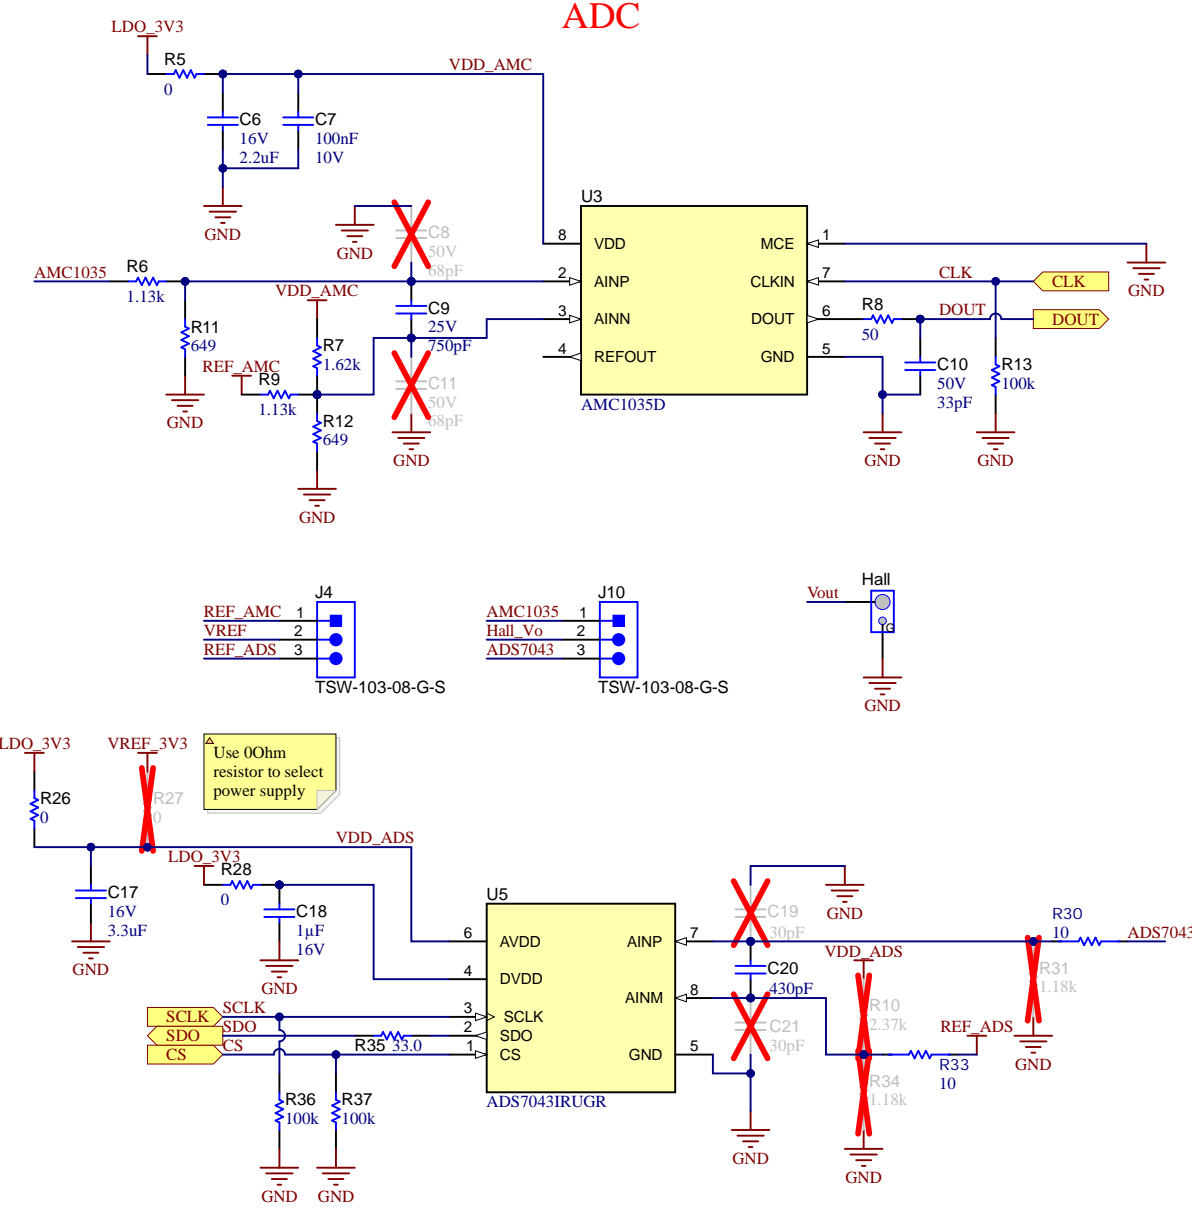 ADC
LDO_3V3
R5
0
VDD_AMC
C6
16V
2.2uF
C7
100nF
10V
GND
GND
C8
50V
68pF
U3
8 VDD
2 AINP
3 AINN
4 REFOUT
MCE 1
CLKIN 7
DOUT 6
GND 5
AMC1035D
AMC1035
R6
1.13k
R11
649
GND
VDD_AMC
R7
1.62k
REF_AMC
R9
1.13k
R12
649
GND
C9
25V
750pF
C11
50V
68pF
GND
GND
CLK
CLK
R8
50
DOUT
DOUT
C10
50V
33pF
R13
100k
GND
GND
J4
REF_AMC 1
VREF 2
REF_ADS 3
TSW-103-08-G-S
J10
AMC1035 1
Hall_Vo 2
ADS7043 3
TSW-103-08-G-S
Hall
Vout
G
GND
LDO_3V3
VREF_3V3
R26
0
R27
0
Use 0Ohm
resistor to select
power supply
VDD_ADS
C17
16V
3.3uF
GND
LDO_3V3
R28
0
C18
1µF
16V
GND
U5
6 AVDD
4 DVDD
3 SCLK
2 SDO
1 CS
AINP 7
AINM 8
GND 5
ADS7043IRUGR
SCLK SCLK
SDO SDO
CS CS
R35 33.0
R36
100k
R37
100k
GND
GND
C19
30pF
GND
C20
430pF
C21
30pF
GND
VDD_ADS
R10
2.37k
R34
1.18k
GND
REF_ADS
R33
10
R30
10
ADS7043
R31
1.18k
GND